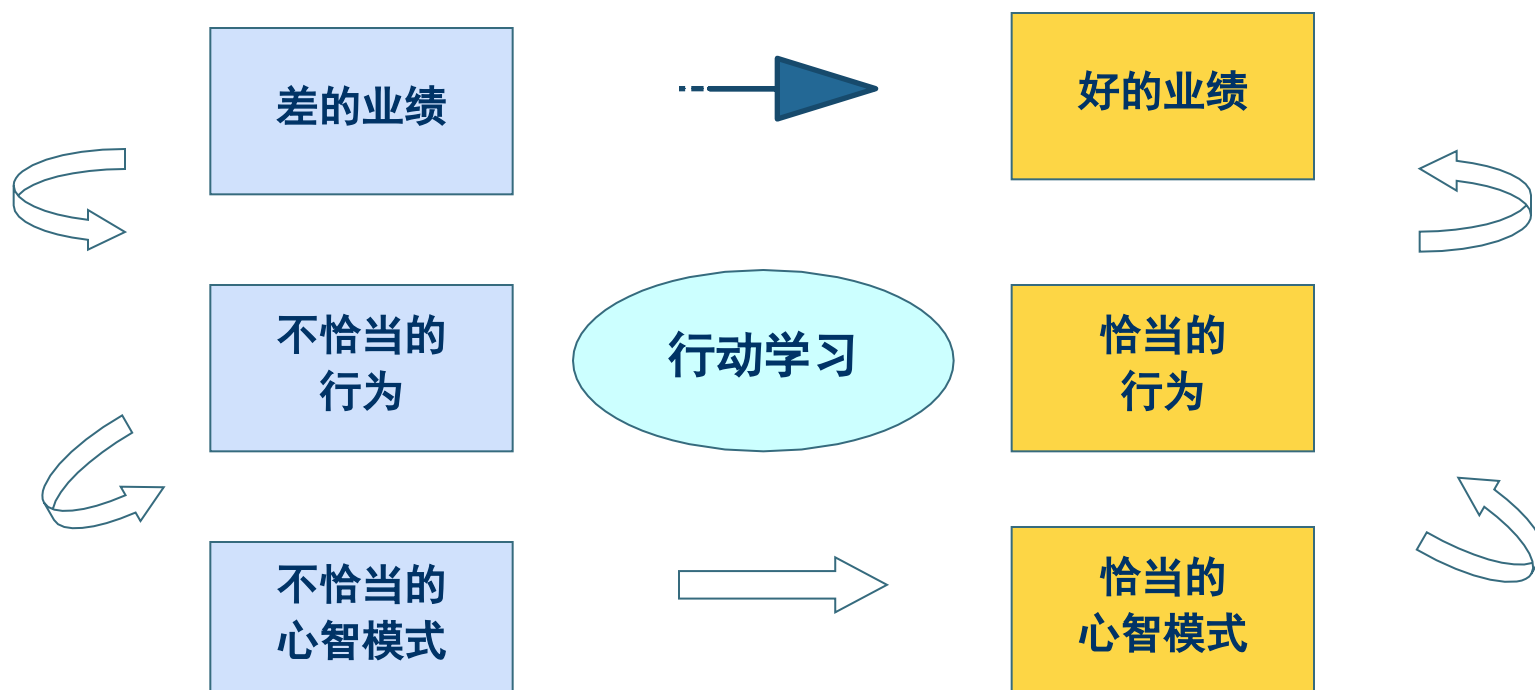 差的业绩
好的业绩
不恰当的
行为
行动学习
恰当的
行为
不恰当的
心智模式
恰当的
心智模式